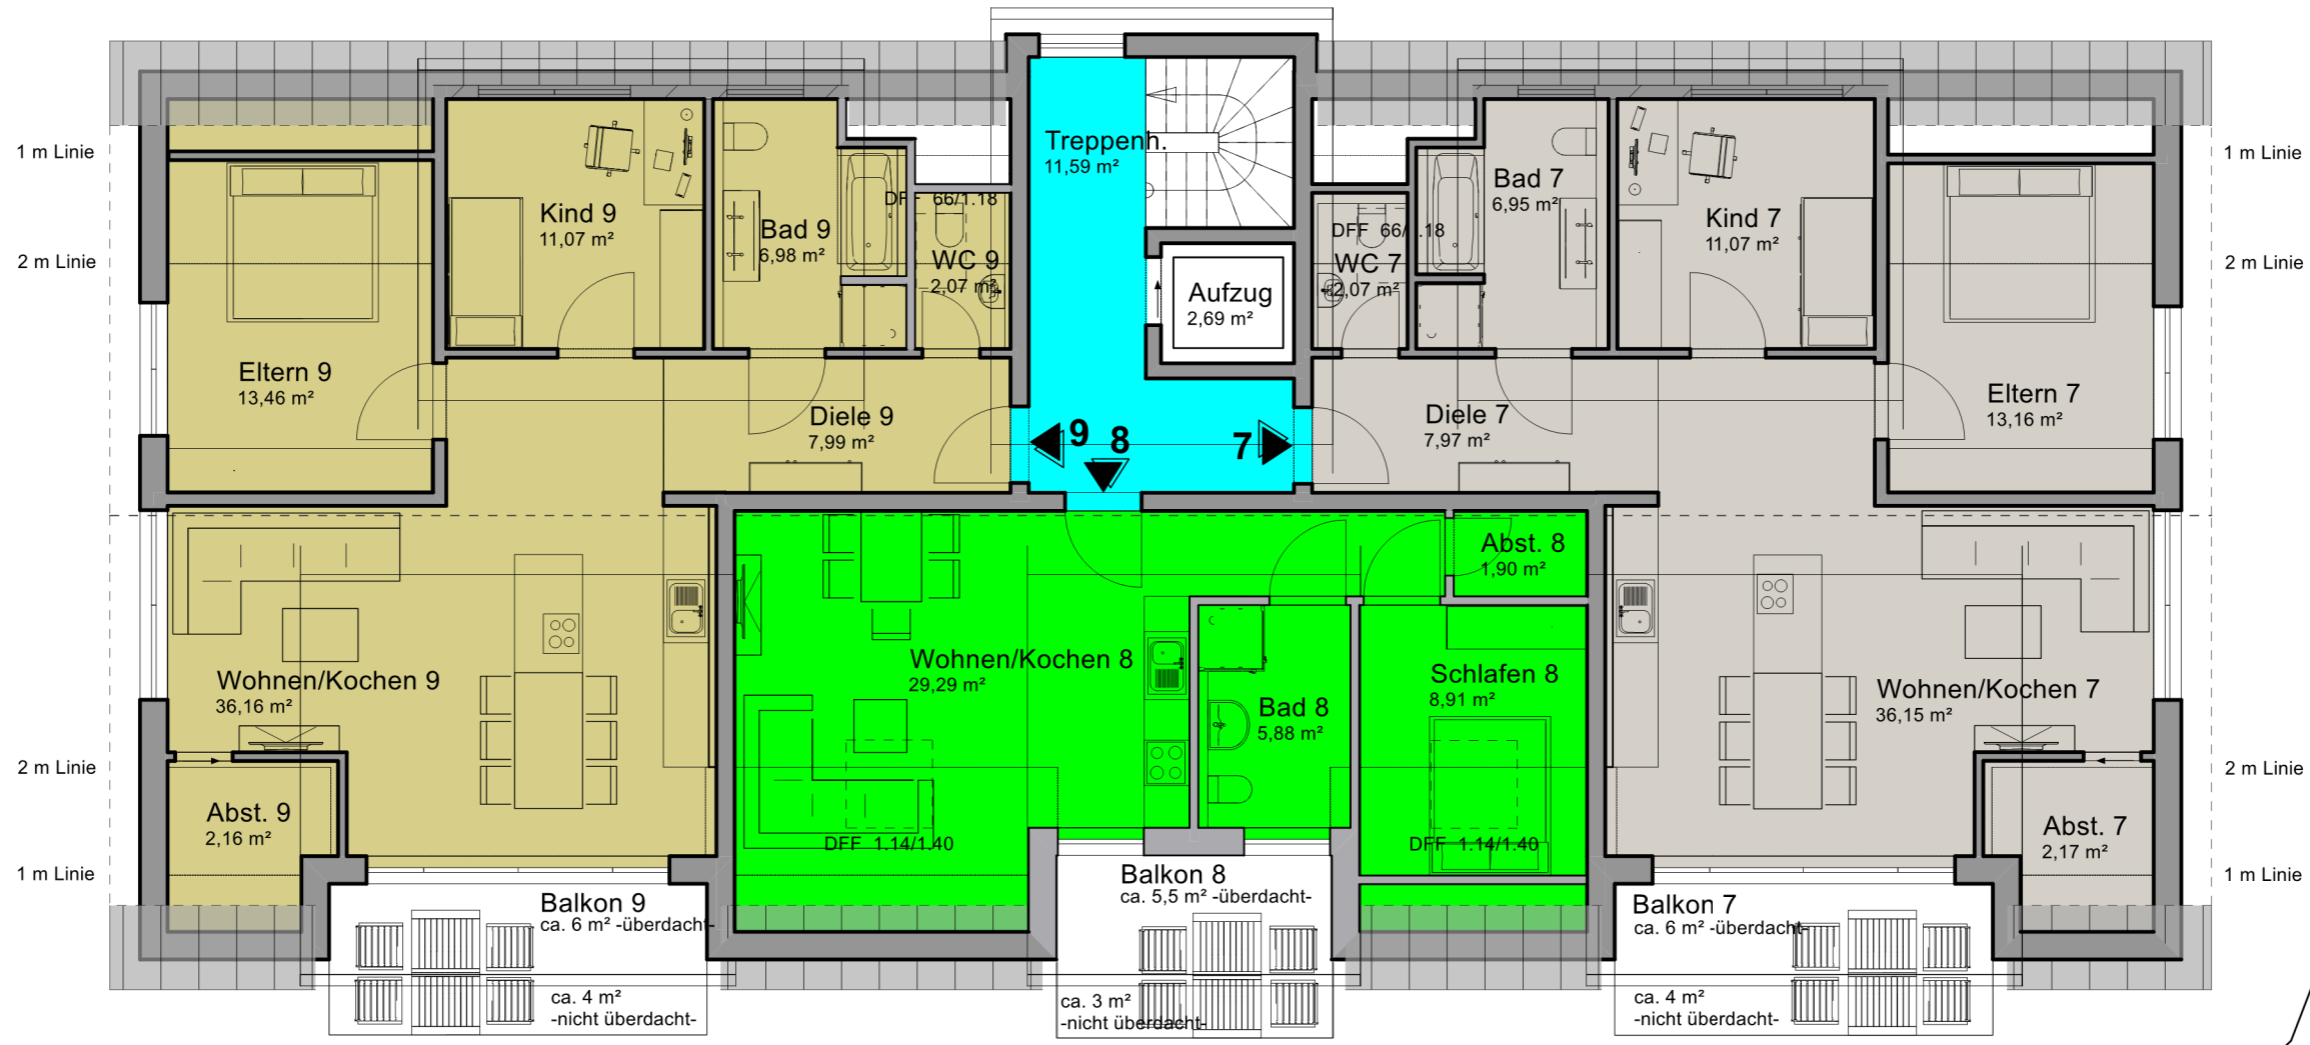 Treppenh.
11,59 m²
1 m Linie
1 m Linie
2 m Linie
2 m Linie
Kind 9
11,07 m²
Bad 9
6,98 m²
DFF 66/1.18
WC 9
2,07 m²
Aufzug
2,69 m²
DFF 66/1.18
WC 7
2,07 m²
Bad 7
6,95 m²
Kind 7
11,07 m²
Eltern 9
13,46 m²
Diele 9
7,99 m²
9
8
7
Diele 7
7,97 m²
Eltern 7
13,16 m²
Abst. 8
1,90 m²
Wohnen/Kochen 9
36,16 m²
Wohnen/Kochen 8
29,29 m²
Bad 8
5,88 m²
Schlafen 8
8,91 m²
Wohnen/Kochen 7
36,15 m²
2 m Linie
2 m Linie
Abst. 9
2,16 m²
DFF 1.14/1.40
DFF 1.14/1.40
Abst. 7
2,17 m²
1 m Linie
1 m Linie
Balkon 9
ca. 6 m² -überdacht-
Balkon 8
ca. 5,5 m² -überdacht-
Balkon 7
ca. 6 m² -überdacht-
ca. 4 m²
-nicht überdacht-
ca. 3 m²
-nicht überdacht-
ca. 4 m²
-nicht überdacht-